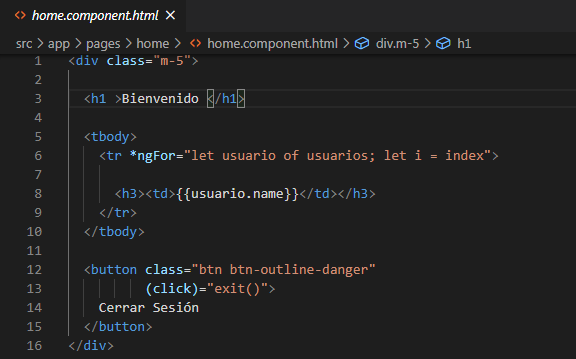 <> home.component.html ×
src > app > pages > home > <> home.component.html > div.m-5 > h1
1 <div class="m-5">
2
3 <h1 >Bienvenido </h1>
4
5 <tbody>
6 <tr *ngFor="let usuario of usuarios; let i = index">
7
8 <h3><td>{{usuario.name}}</td></h3>
9 </tr>
10 </tbody>
11
12 <button class="btn btn-outline-danger"
13 (click)="exit()">
14 Cerrar Sesión
15 </button>
16 </div>